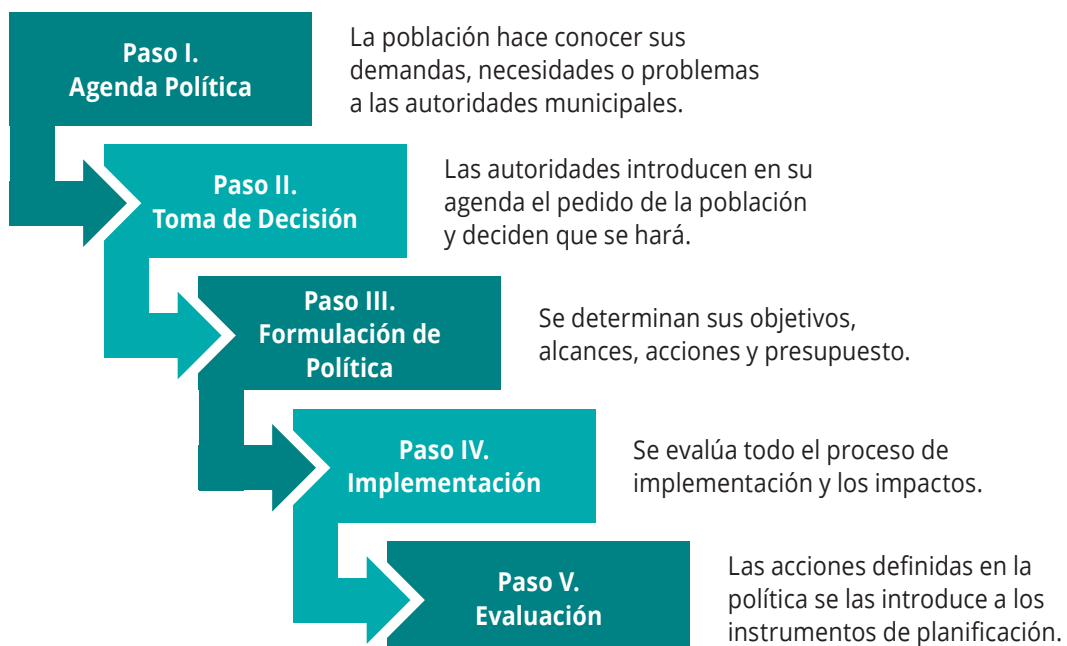 Paso I.
Agenda Política
La población hace conocer sus
demandas, necesidades o problemas
a las autoridades municipales.
Paso II.
Toma de Decisión
Las autoridades introducen en su
agenda el pedido de la población
y deciden que se hará.
Paso III.
Formulación de
Política
Se determinan sus objetivos,
alcances, acciones y presupuesto.
Paso IV.
Implementación
Se evalúa todo el proceso de
implementación y los impactos.
Paso V.
Evaluación
Las acciones definidas en la
política se las introduce a los
instrumentos de planificación.